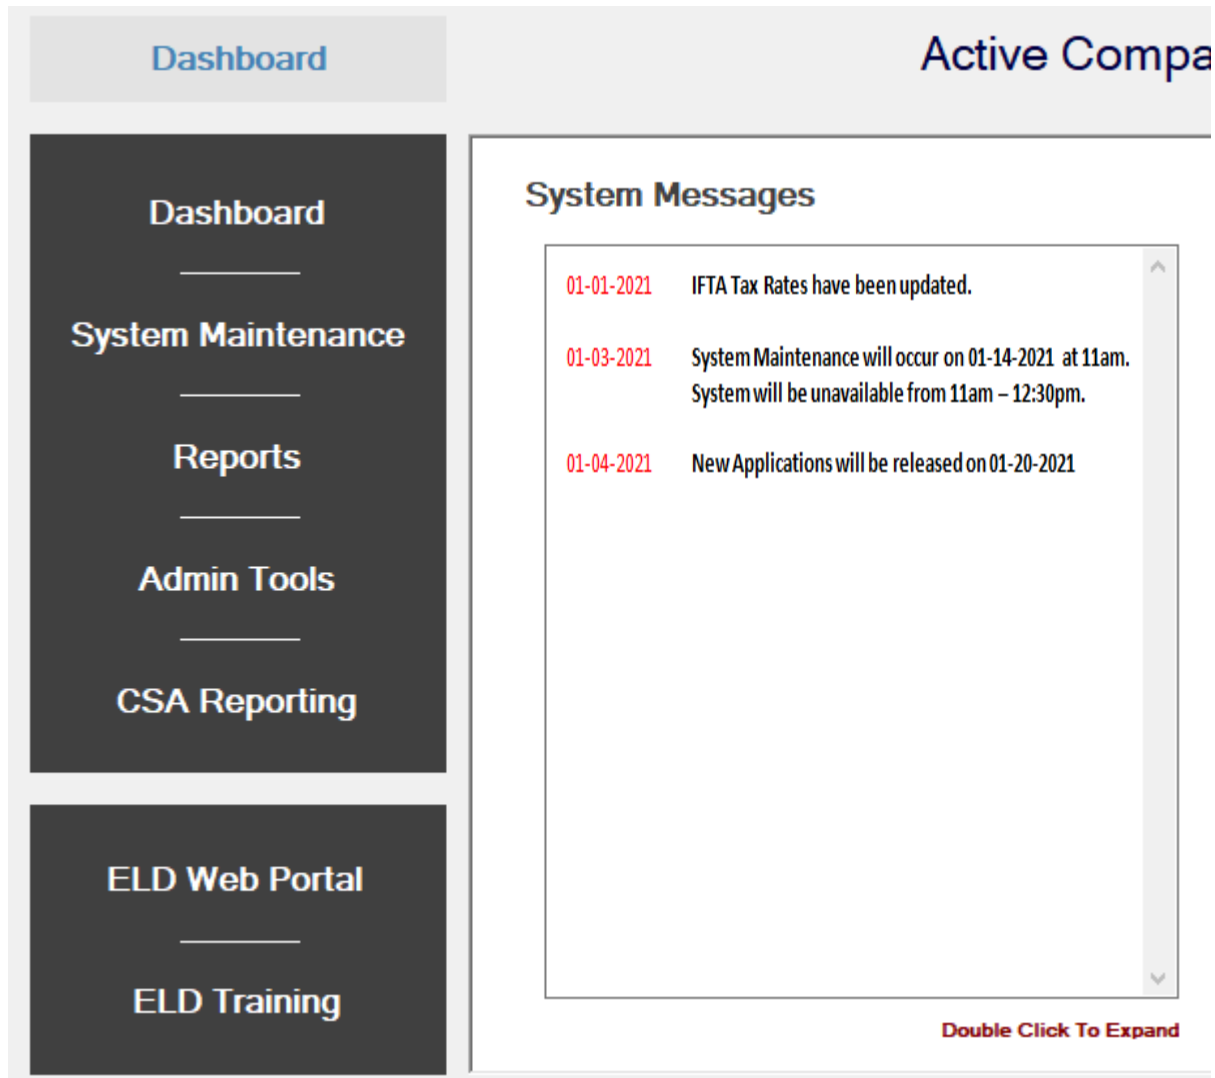 Dashboard
Active Compa
Dashboard
System Maintenance
Reports
Admin Tools
CSA Reporting
ELD Web Portal
ELD Training
System Messages
01-01-2021 IFTA Tax Rates have been updated.
01-03-2021 System Maintenance will occur on 01-14-2021 at 11am.
System will be unavailable from 11am – 12:30pm.
01-04-2021 New Applications will be released on 01-20-2021
Double Click To Expand